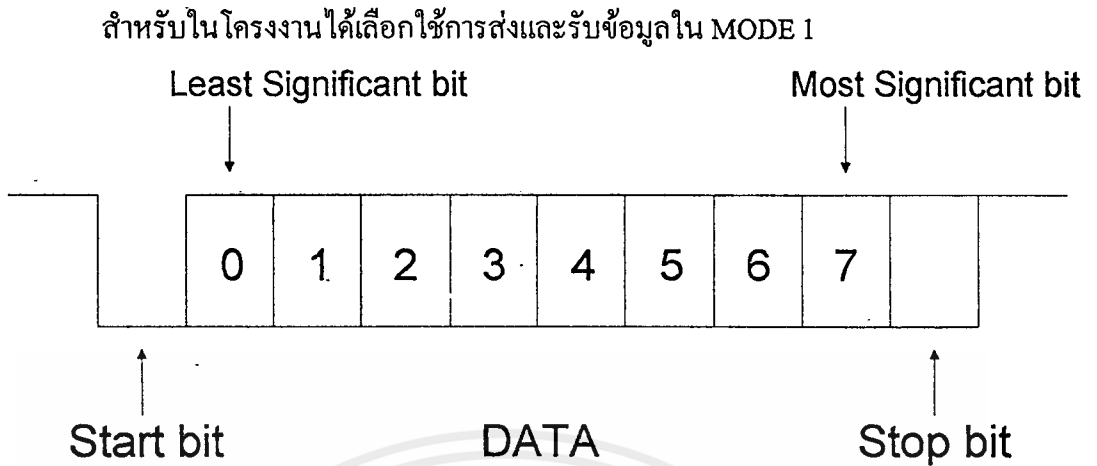 สำหรับในโครงงานได้เลือกใช้การส่งและรับข้อมูลใน MODE 1
Least Significant bit Most Significant bit
0 1 2 3 4 5 6 7
Start bit DATA Stop bit